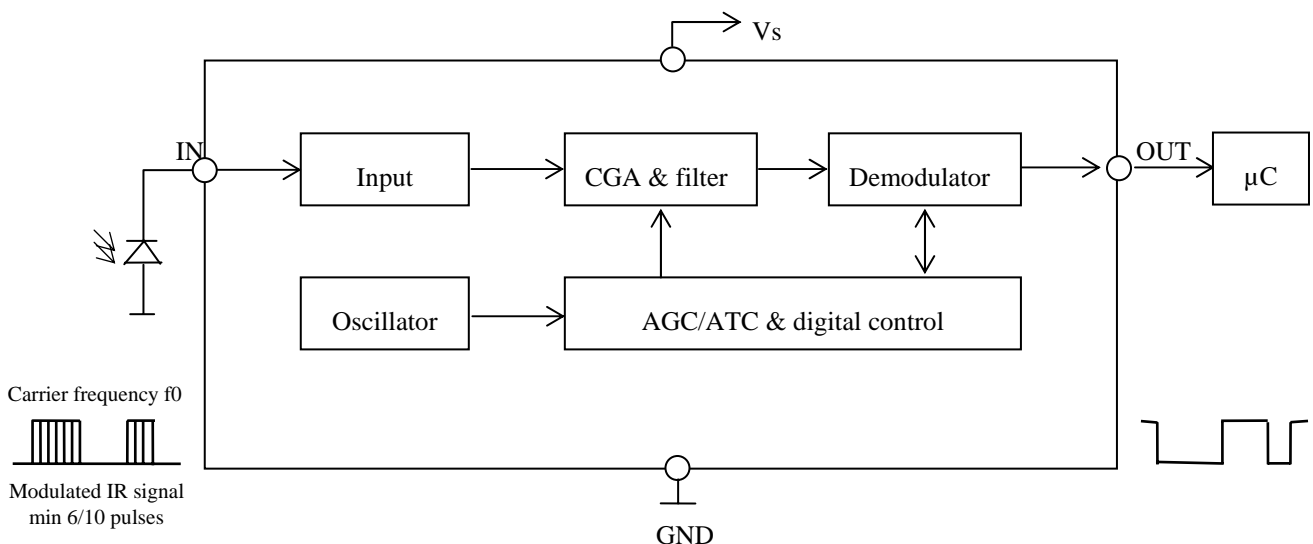 Vs
IN
Input
CGA & filter
Demodulator
OUT
µC
Oscillator
AGC/ATC & digital control
Carrier frequency f0
Modulated IR signal
min 6/10 pulses
GND